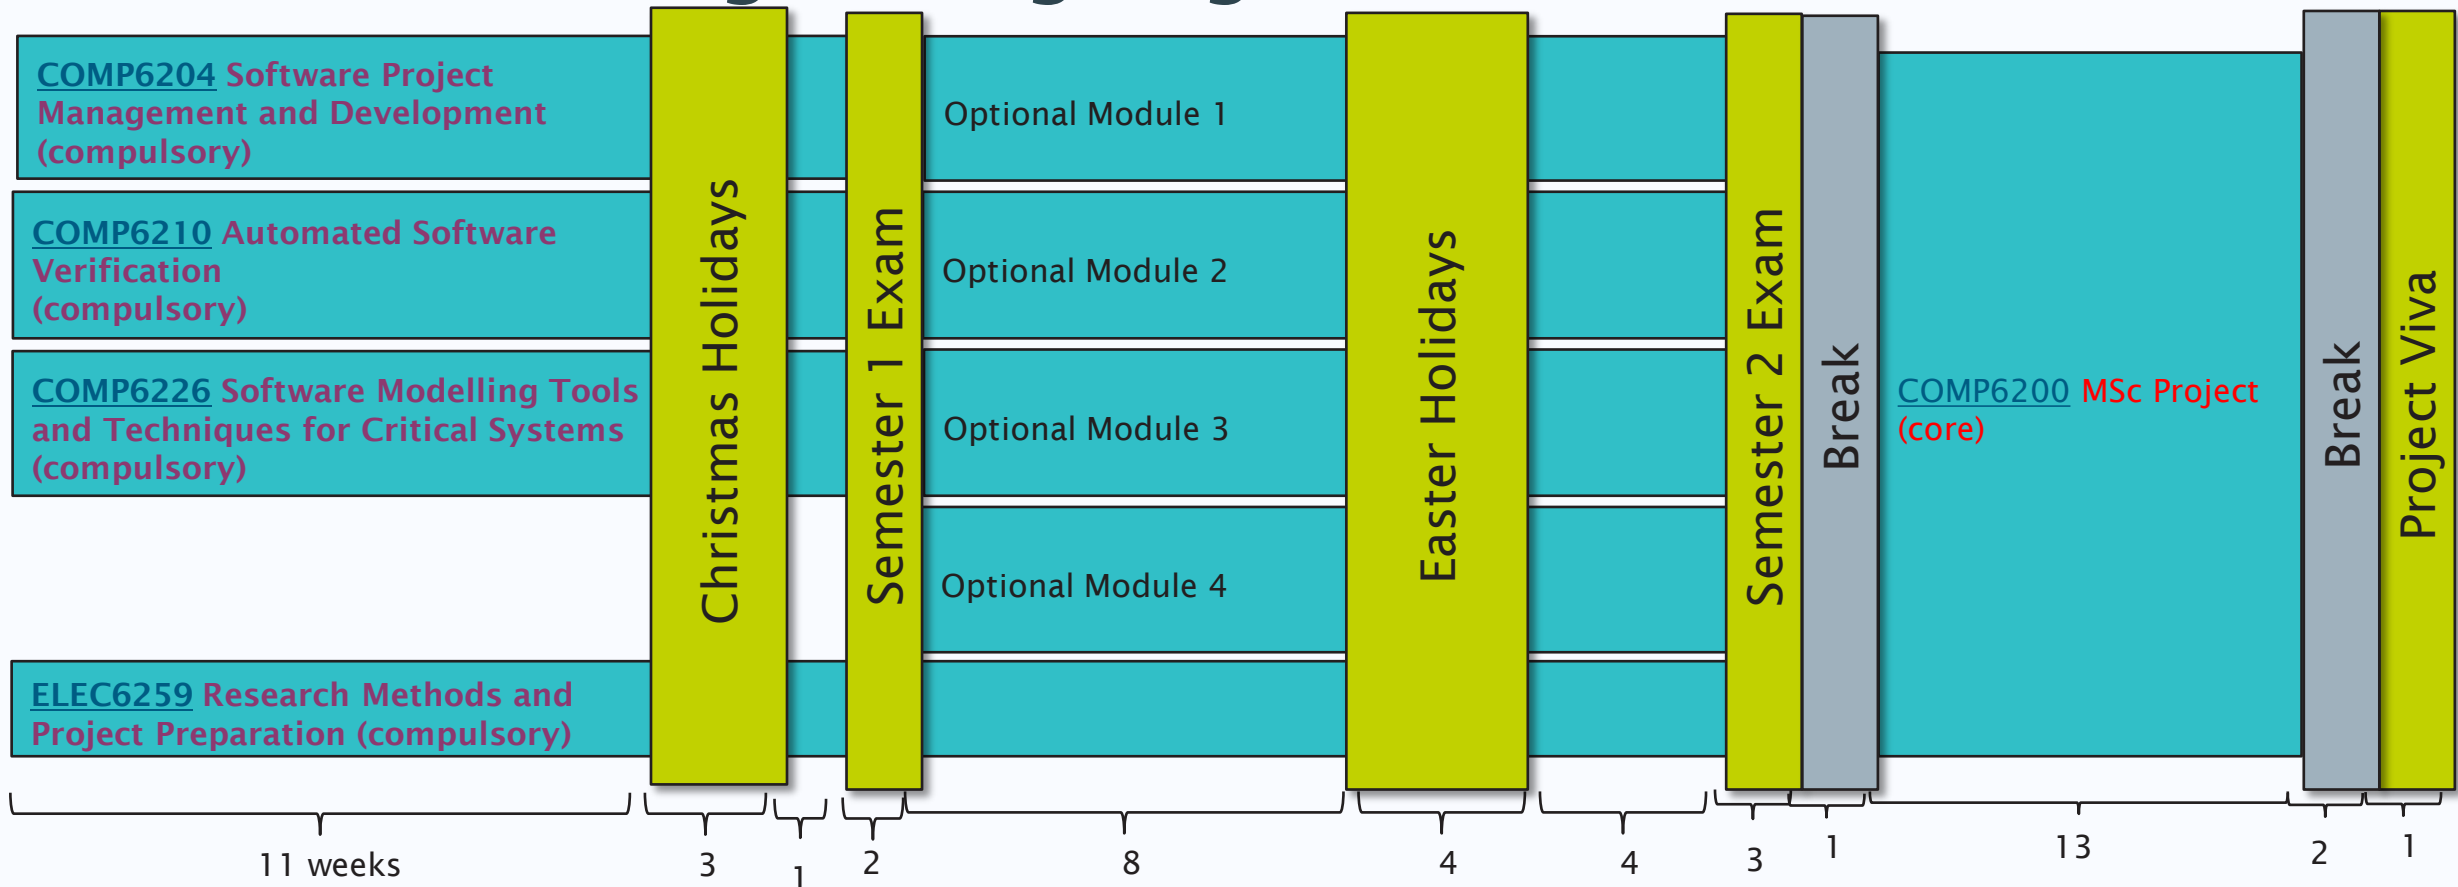 COMP6204 Software Project
Management and Development
(compulsory)
COMP6210 Automated Software
Verification
(compulsory)
COMP6226 Software Modelling Tools
and Techniques for Critical Systems
(compulsory)
ELEC6259 Research Methods and
Project Preparation (compulsory)
Christmas Holidays
Semester 1 Exam
Optional Module 1
Optional Module 2
Optional Module 3
Optional Module 4
Easter Holidays
Semester 2 Exam
Break
COMP6200 MSc Project
(core)
Break
Project Viva
11 weeks
3
1
2
8
4
4
3
1
13
2
1